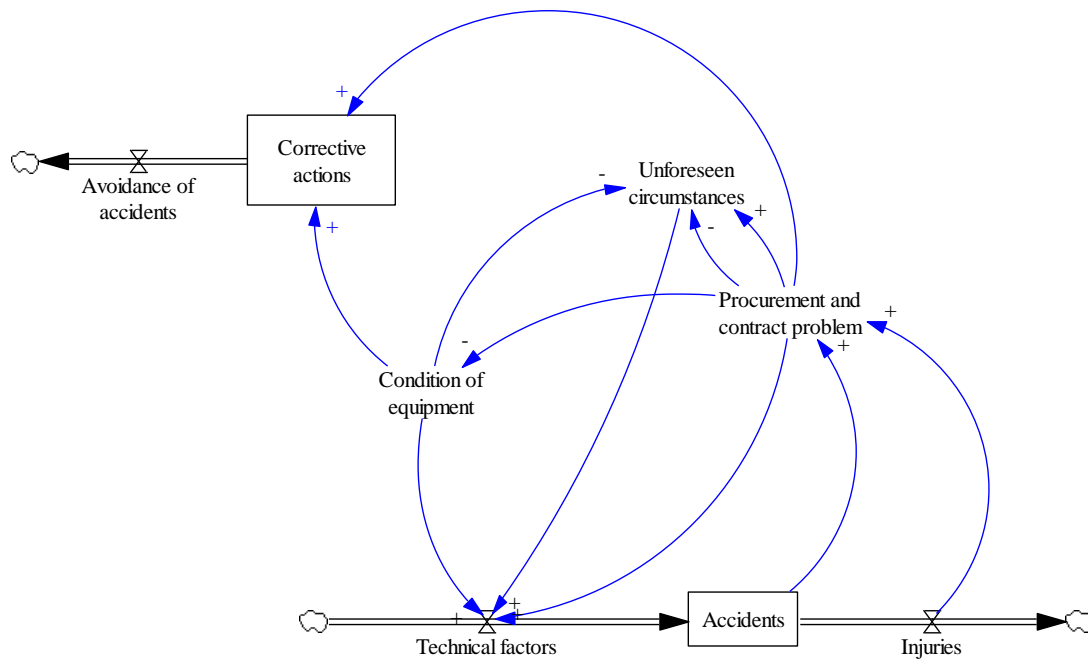 +
Corrective
actions
Avoidance of
accidents
Unforeseen
circumstances
-
+
-
+
Procurement and
contract problem
-
+
+
Condition of
equipment
+
+
+
Technical factors
Accidents
Injuries